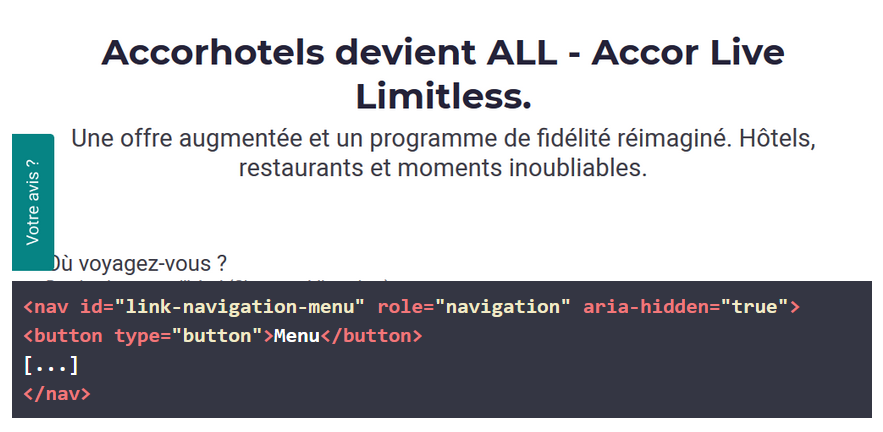 Accorhotels devient ALL - Accor Live
Limitless.
Une offre augmentée et un programme de fidélité réimaginé. Hôtels,
restaurants et moments inoubliables.
Votre avis ?
Où voyagez-vous ?
<nav id="link-navigation-menu" role="navigation" aria-hidden="true">
<button type="button">Menu</button>
[...]
</nav>